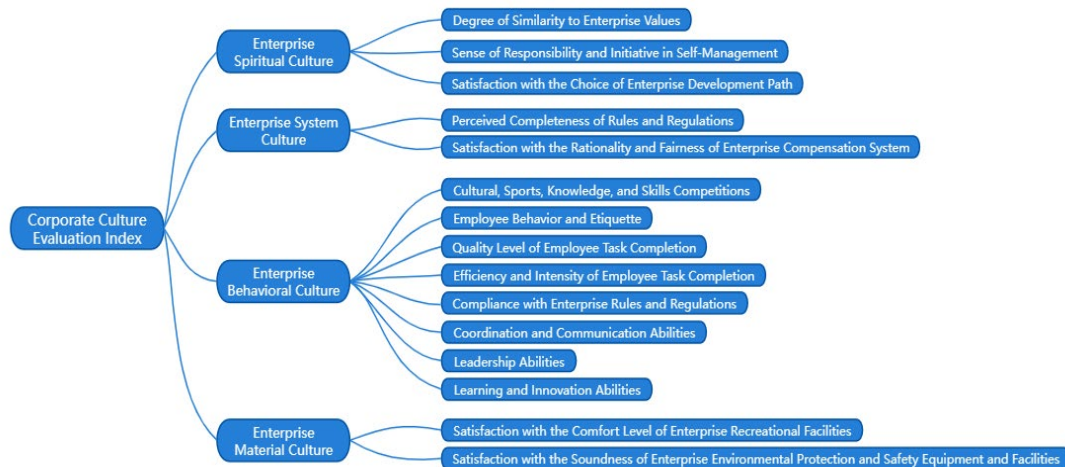 Corporate Culture
Evaluation Index
Enterprise
Spiritual Culture
Degree of Similarity to Enterprise Values
Sense of Responsibility and Initiative in Self-Management
Satisfaction with the Choice of Enterprise Development Path
Enterprise System
Culture
Perceived Completeness of Rules and Regulations
Satisfaction with the Rationality and Fairness of Enterprise Compensation System
Enterprise
Behavioral Culture
Cultural, Sports, Knowledge, and Skills Competitions
Employee Behavior and Etiquette
Quality Level of Employee Task Completion
Efficiency and Intensity of Employee Task Completion
Compliance with Enterprise Rules and Regulations
Coordination and Communication Abilities
Leadership Abilities
Learning and Innovation Abilities
Enterprise
Material Culture
Satisfaction with the Comfort Level of Enterprise Recreational Facilities
Satisfaction with the Soundness of Enterprise Environmental Protection and Safety Equipment and Facilities